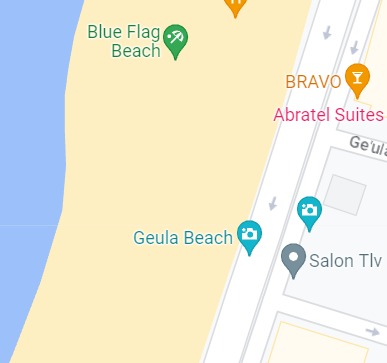 Blue Flag
Beach
BRAVO
Abratel Suites
Ge'ula
Geula Beach
Salon Tlv